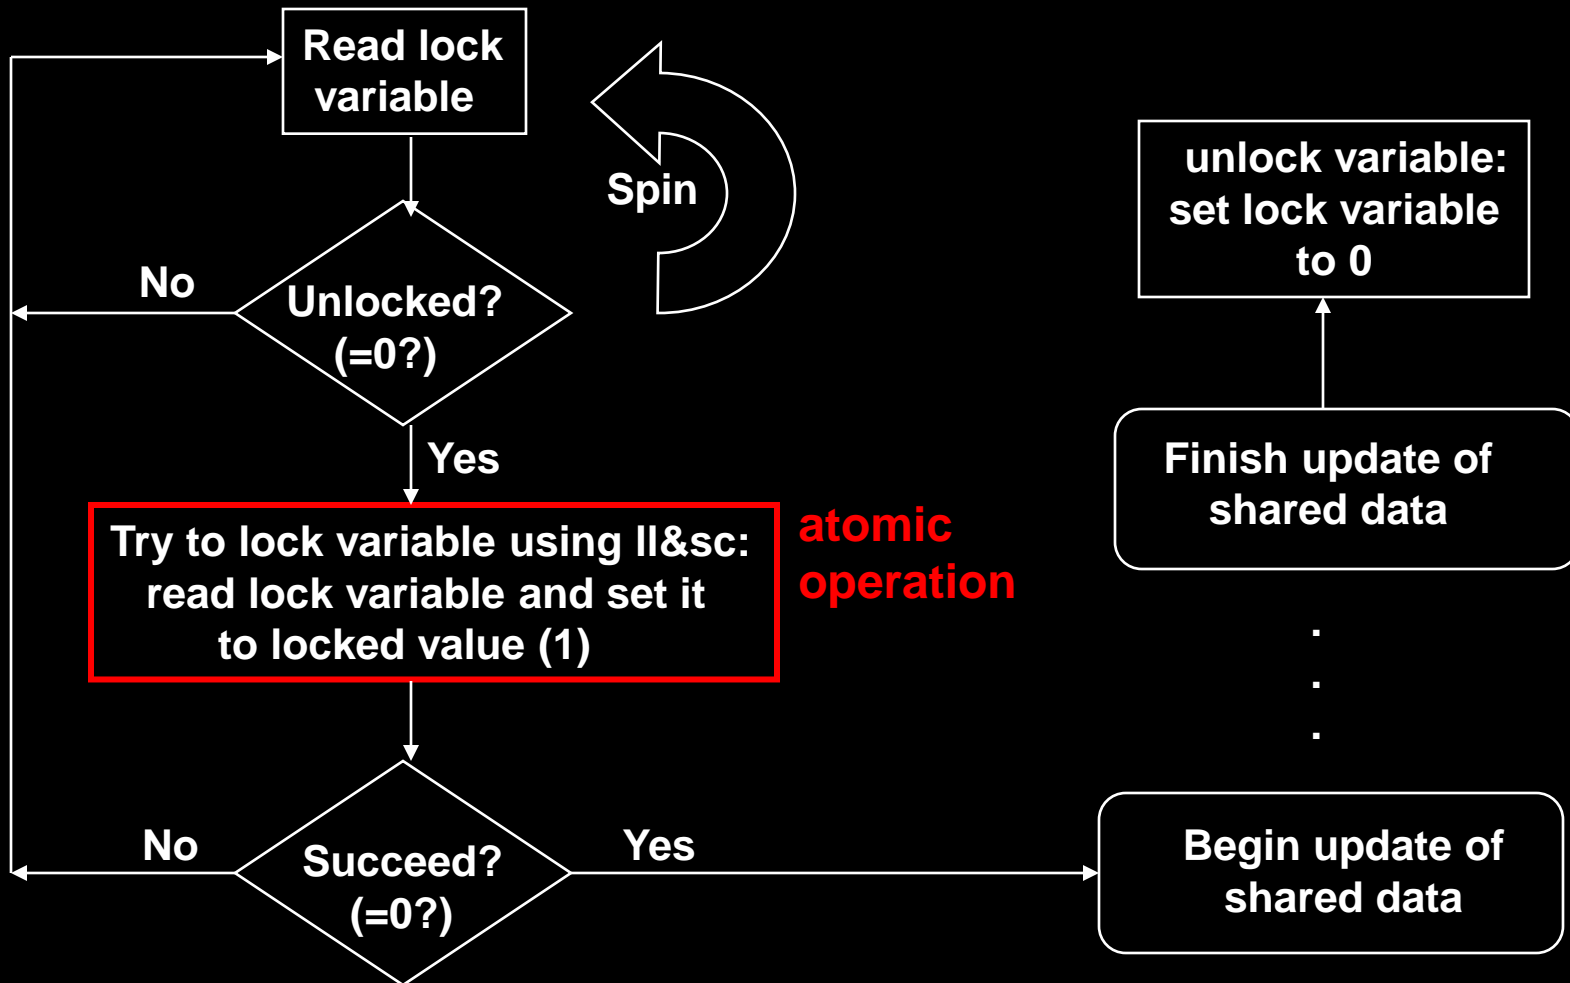 Read lock
variable
Spin
No
Unlocked?
(=0?)
Yes
Try to lock variable using ll&sc:
read lock variable and set it
to locked value (1)
atomic
operation
No
Succeed?
(=0?)
Yes
Begin update of
shared data
.
.
.
Finish update of
shared data
unlock variable:
set lock variable
to 0